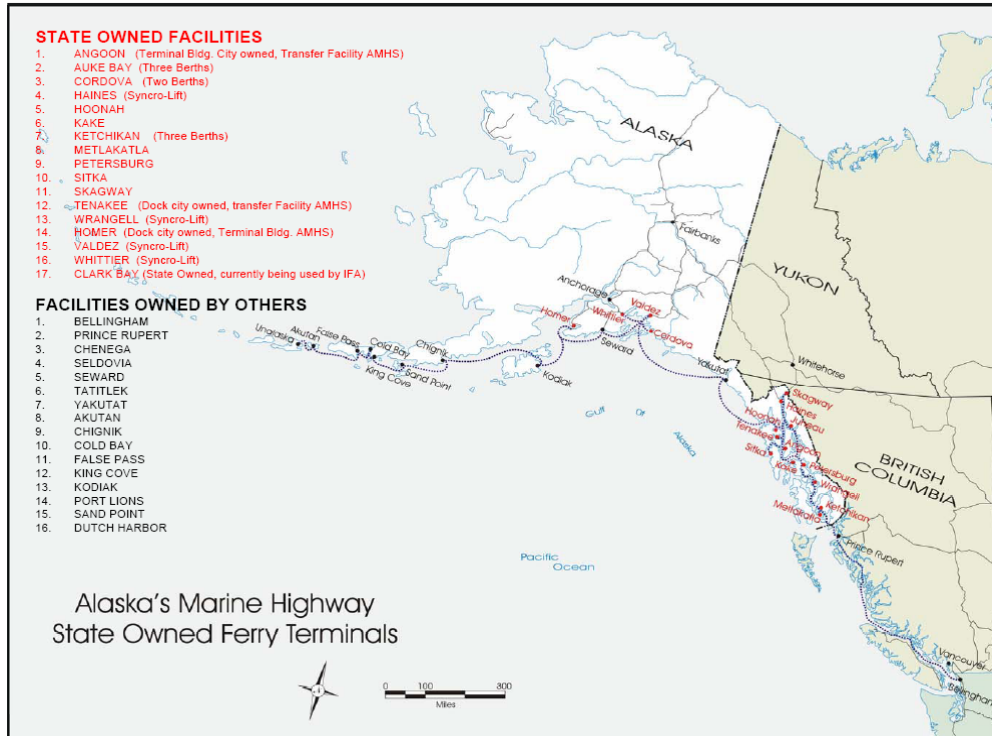 STATE OWNED FACILITIES
1. ANGOON (Terminal Bldg. City owned, Transfer Facility AMHS)
2. AUKE BAY (Three Berths)
3. CORDOVA (Two Berths)
4. HAINES (Syncro-Lift)
5. HOONAH
6. KAKE
7. KETCHIKAN (Three Berths)
8. METLAKATLA
9. PETERSBURG
10. SITKA
11. SKAGWAY
12. TENAKEE (Dock city owned, transfer Facility AMHS)
13. WRANGELL (Syncro-Lift)
14. HOMER (Dock city owned, Terminal Bldg. AMHS)
15. VALDEZ (Syncro-Lift)
16. WHITTIER (Syncro-Lift)
17. CLARK BAY (State Owned, currently being used by IFA)
FACILITIES OWNED BY OTHERS
1. BELLINGHAM
2. PRINCE RUPERT
3. CHENEGA
4. SELDOVIA
5. SEWARD
6. TATITLEK
7. YAKUTAT
8. AKUTAN
9. CHIGNIK
10. COLD BAY
11. FALSE PASS
12. KING COVE
13. KODIAK
14. PORT LIONS
15. SAND POINT
16. DUTCH HARBOR
ALASKA
Fairbanks
YUKON
Anchorage
Valdez
Whittier
Homer
Cordova
Seward
Unalaska
Akutan
False Pass
Cold Bay
King Cove
Sand Point
Chignik
Kodiak
Yakutat
Whitehorse
Gulf Of Alaska
Skagway
Haines
Juneau
Hoonah
Tenakee
Angoon
Sitka
Kake
Petersburg
Wrangell
Ketchikan
Metlakatla
BRITISH
COLUMBIA
Prince Rupert
Pacific
Ocean
Vancouver
Bellingham
Alaska's Marine Highway
State Owned Ferry Terminals
0 100 300
Miles